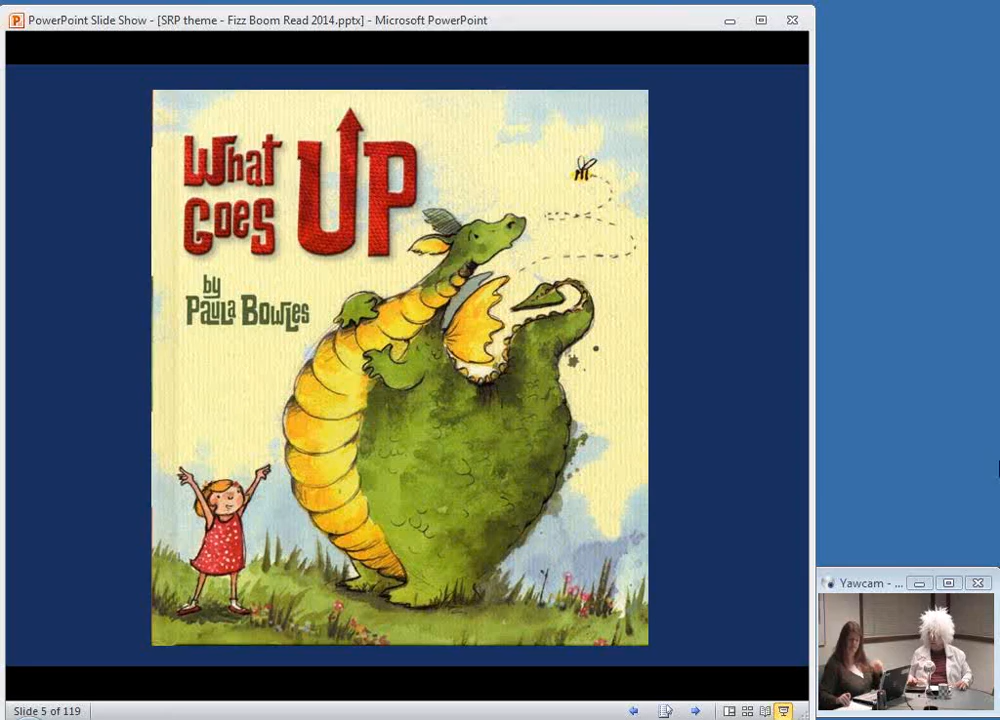 PowerPoint Slide Show - [SRP theme - Fizz Boom Read 2014.pptx] - Microsoft PowerPoint
What
Goes
UP
by
Paula Bowles
Yawcam - ...
Slide 5 of 119